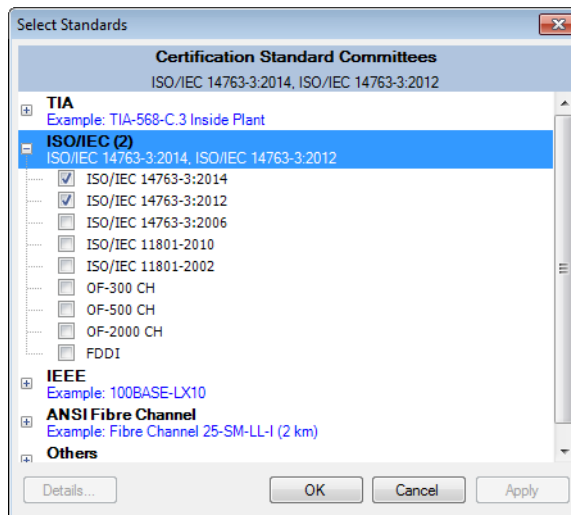 Select Standards
Certification Standard Committees
ISO/IEC 14763-3:2014, ISO/IEC 14763-3:2012
TIA
Example: TIA-568-C.3 Inside Plant
ISO/IEC (2)
ISO/IEC 14763-3:2014, ISO/IEC 14763-3:2012
ISO/IEC 14763-3:2014
ISO/IEC 14763-3:2012
ISO/IEC 14763-3:2006
ISO/IEC 11801-2010
ISO/IEC 11801-2002
OF-300 CH
OF-500 CH
OF-2000 CH
FDDI
IEEE
Example: 100BASE-LX10
ANSI Fibre Channel
Example: Fibre Channel 25-SM-LL-I (2 km)
Others
Details... OK Cancel Apply